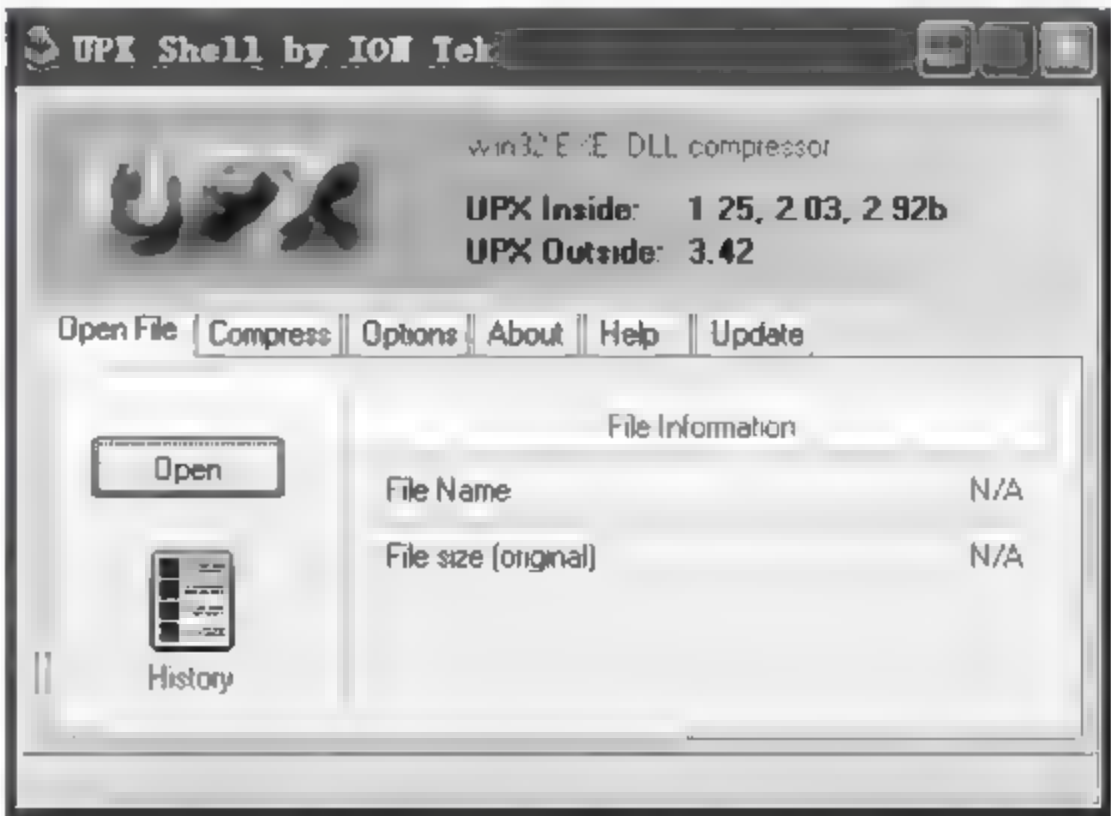 UPX Shell by ION Tek
UPX
win32 EXE DLL compressor
UPX Inside: 1 25, 2 03, 2 92b
UPX Outside: 3.42
Open File Compress Options About Help Update
File Information
Open
File Name N/A
File size (original) N/A
History